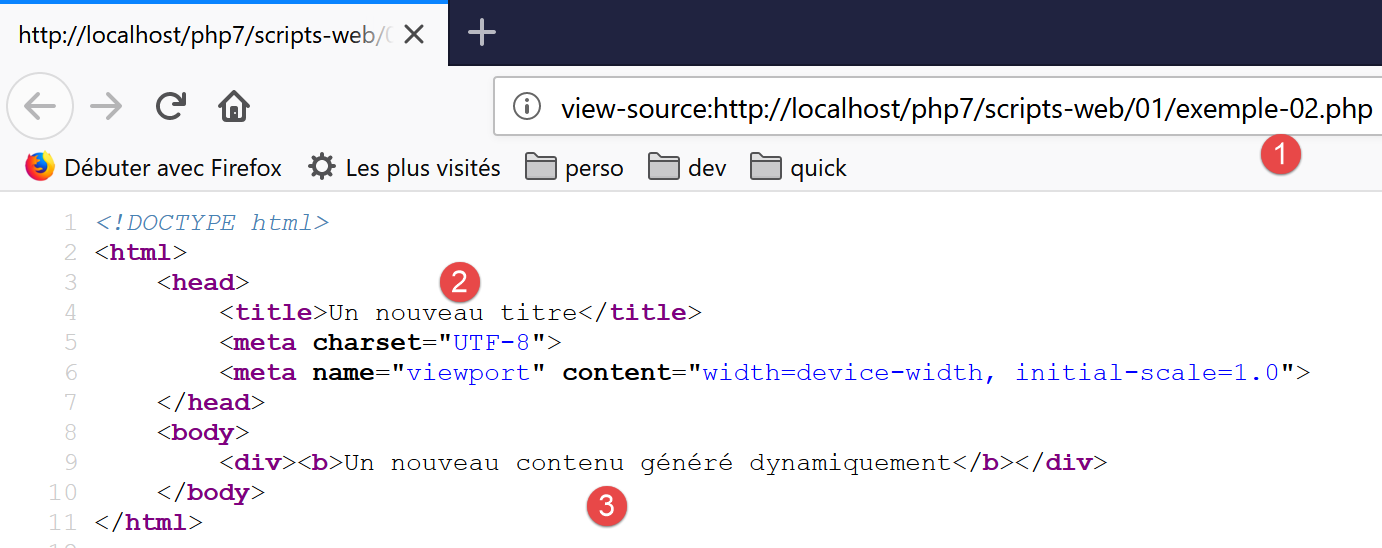 http://localhost/php7/scripts-web/0
view-source:http://localhost/php7/scripts-web/01/exemple-02.php
1
Débuter avec Firefox Les plus visités perso dev quick
1 <!DOCTYPE html>
2 <html>
3 <head>
2
4 <title>Un nouveau titre</title>
5 <meta charset="UTF-8">
6 <meta name="viewport" content="width=device-width, initial-scale=1.0">
7 </head>
8 <body>
9 <div><b>Un nouveau contenu généré dynamiquement</b></div>
10 </body>
3
11 </html>